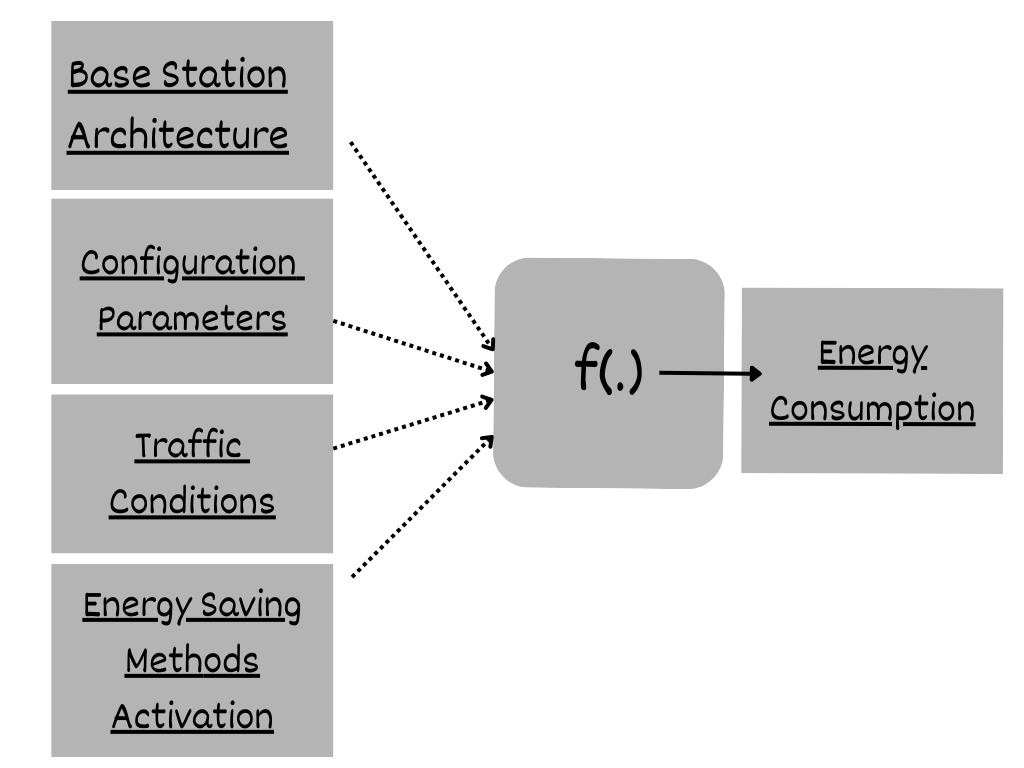 Base Station
Architecture
Configuration
Parameters
Traffic
Conditions
Energy Saving
Methods
Activation
f(.)
Energy
Consumption